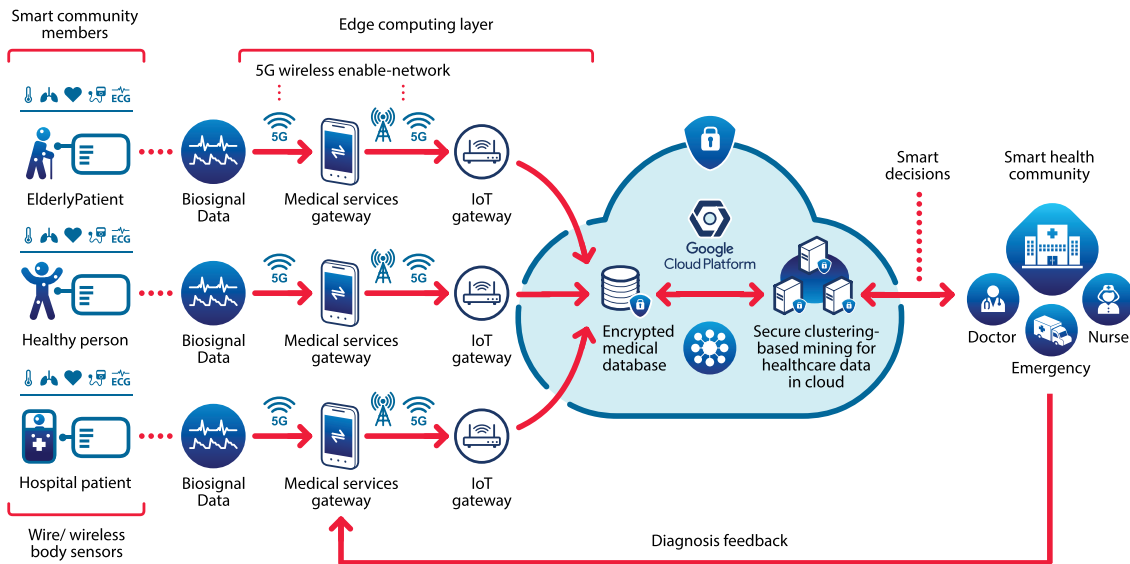 Smart community
members
Edge computing layer
5G wireless enable-network
ECG
5G
5G
ElderlyPatient
Biosignal
Data
Medical services
gateway
IoT
gateway
ECG
5G
5G
Healthy person
Biosignal
Data
Medical services
gateway
IoT
gateway
ECG
5G
5G
Hospital patient
Biosignal
Data
Medical services
gateway
IoT
gateway
Wire/ wireless
body sensors
Google
Cloud Platform
Encrypted
medical
database
Secure clustering-
based mining for
healthcare data
in cloud
Smart
decisions
Smart health
community
Doctor
Nurse
Emergency
Diagnosis feedback